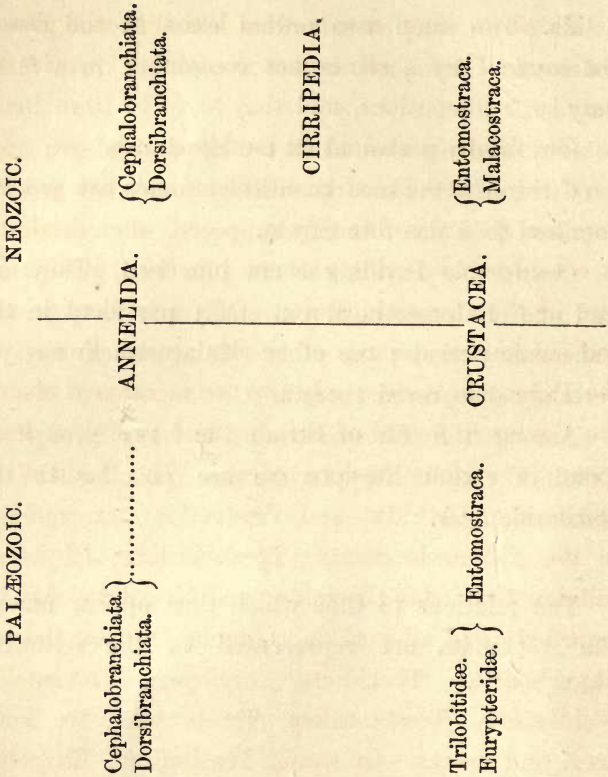 PALÆOZOIC. NEOZOIC.
Cephalobranchiata. } ............ ANNELIDA. { Cephalobranchiata.
Dorsibranchiata. Dorsibranchiata.
CIRRIPEDIA.
Trilobitidæ. } Entomostraca. CRUSTACEA. { Entomostraca.
Eurypteridæ. Malacostraca.